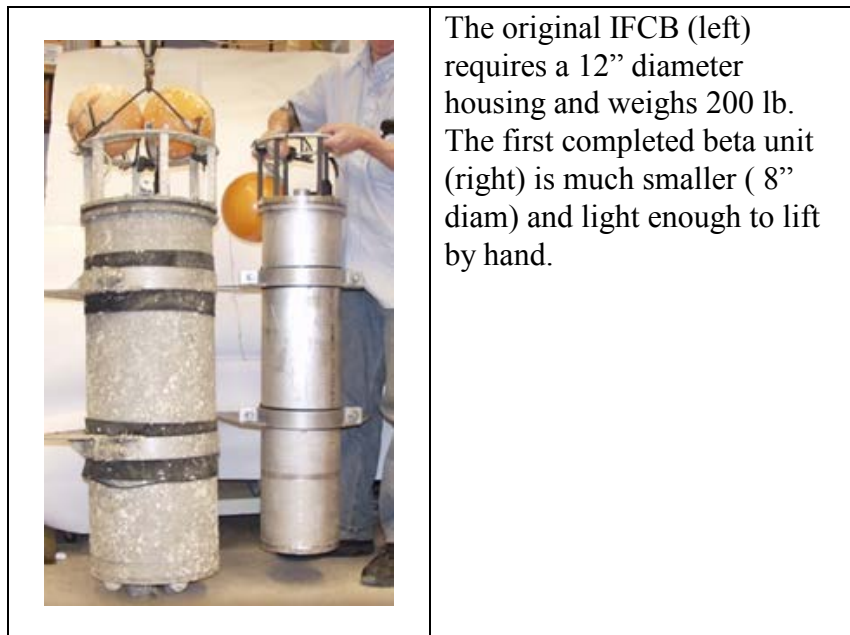 The original IFCB (left)
requires a 12” diameter
housing and weighs 200 lb.
The first completed beta unit
(right) is much smaller ( 8”
diam) and light enough to lift
by hand.